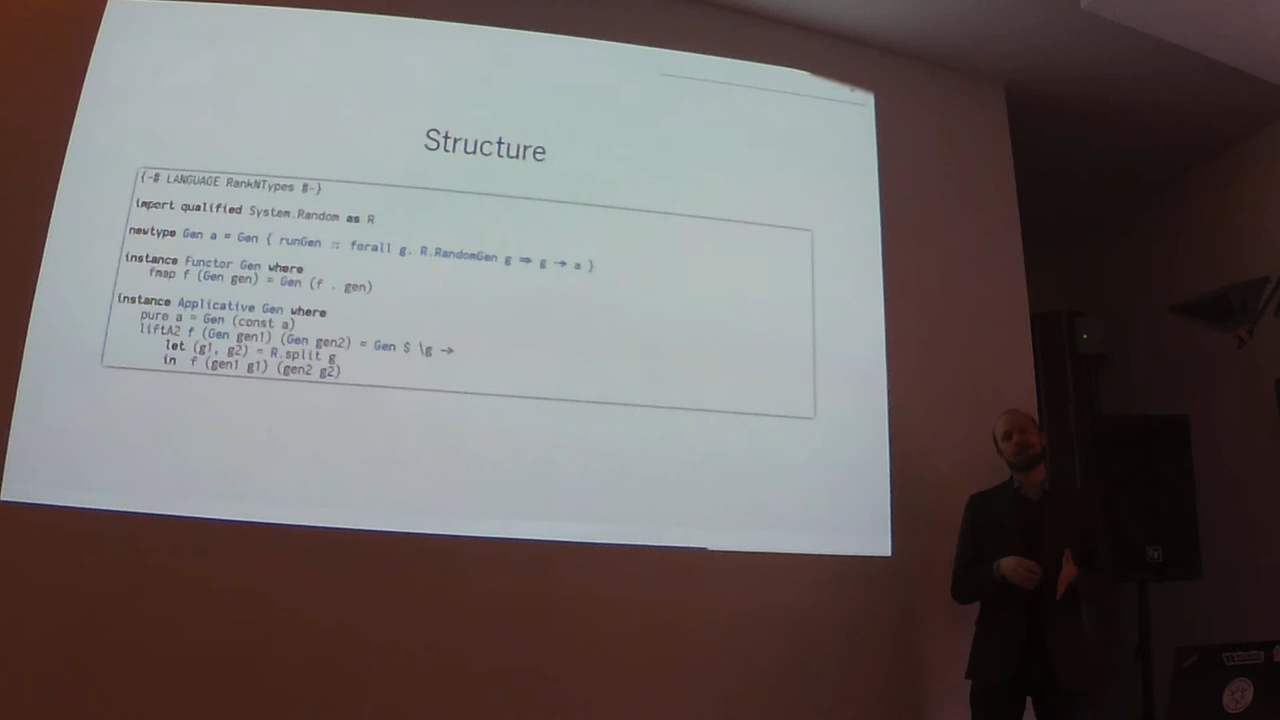 Structure
{-# LANGUAGE RankNTypes #-}
import qualified System.Random as R
newtype Gen a = Gen { runGen :: forall g. R.RandomGen g ⇒ g → a }
instance Functor Gen where
fmap f (Gen gen) = Gen (f . gen)
instance Applicative Gen where
pure a = Gen (const a)
liftA2 f (Gen gen1) (Gen gen2) = Gen $ \g →
let (g1, g2) = R.split g
in f (gen1 g1) (gen2 g2)